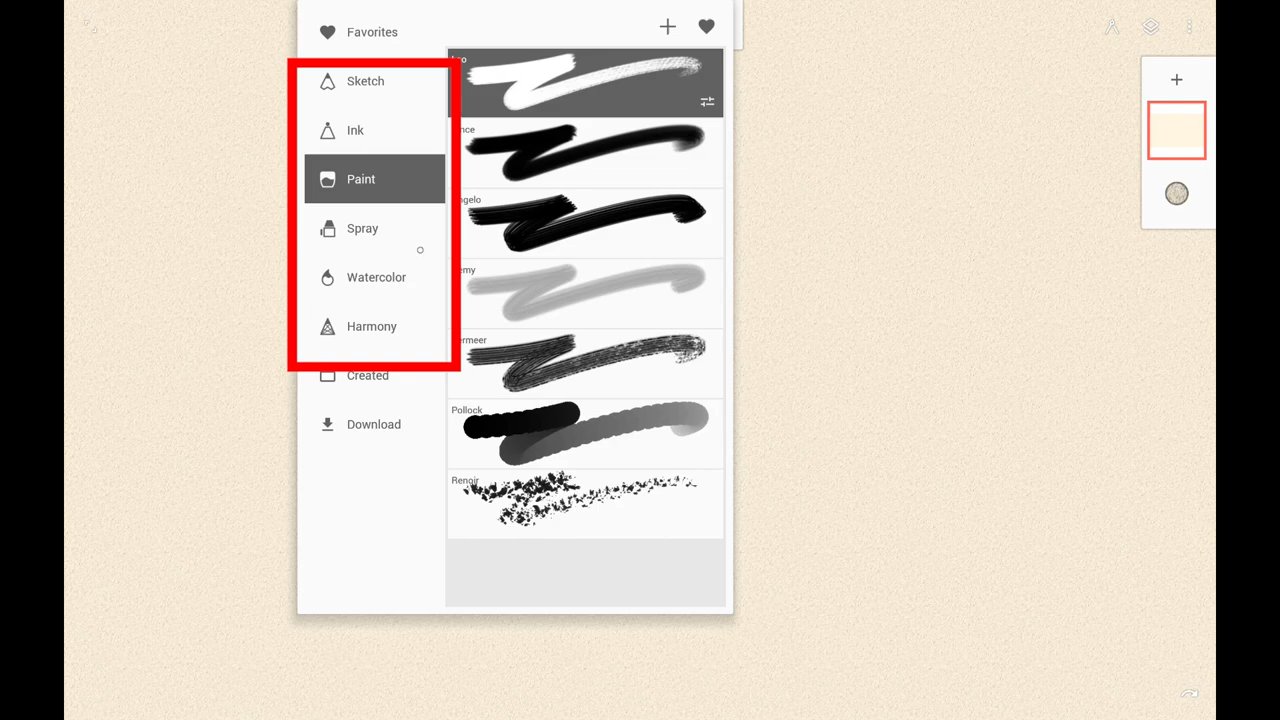 Favorites
Sketch
Ink
Paint
Spray
Watercolor
Harmony
Created
Download
Pollock
Renoir